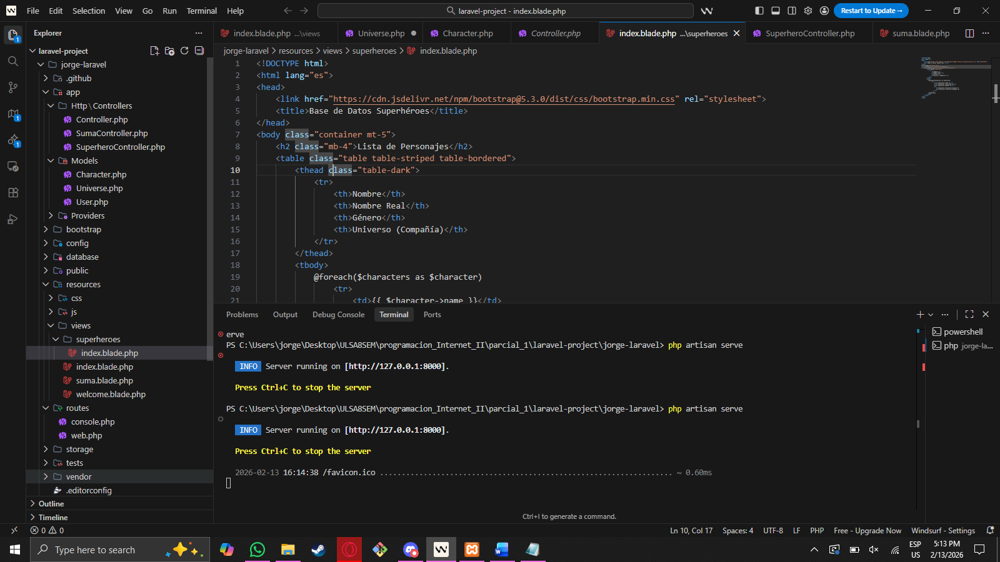 File Edit Selection View Go Run Terminal Help
laravel-project - index.blade.php
Restart to Update →
Explorer
index.blade.php ...\views
Universe.php
Character.php
Controller.php
index.blade.php ...\superheroes
SuperheroController.php
suma.blade.php
jorge-laravel > resources > views > superheroes > index.blade.php
laravel-project
jorge-laravel
.github
app
Http\Controllers
Controller.php
SumaController.php
SuperheroController.php
Models
Character.php
Universe.php
User.php
Providers
bootstrap
config
database
public
resources
css
js
views
superheroes
index.blade.php
index.blade.php
suma.blade.php
welcome.blade.php
routes
console.php
web.php
storage
tests
vendor
.editorconfig
Outline
Timeline
1 <!DOCTYPE html>
2 <html lang="es">
3 <head>
4 <link href="https://cdn.jsdelivr.net/npm/bootstrap@5.3.0/dist/css/bootstrap.min.css" rel="stylesheet">
5 <title>Base de Datos Superhéroes</title>
6 </head>
7 <body class="container mt-5">
8 <h2 class="mb-4">Lista de Personajes</h2>
9 <table class="table table-striped table-bordered">
10 <thead class="table-dark">
11 <tr>
12 <th>Nombre</th>
13 <th>Nombre Real</th>
14 <th>Género</th>
15 <th>Universo (Compañía)</th>
16 </tr>
17 </thead>
18 <tbody>
19 @foreach($characters as $character)
20 <tr>
21 <td>{{ $character->name }}</td>
Problems Output Debug Console Terminal Ports
erve
PS C:\Users\jorge\Desktop\ULSA8SEM\programacion_Internet_II\parcial_1\laravel-project\jorge-laravel> php artisan serve
INFO Server running on [http://127.0.0.1:8000].
Press Ctrl+C to stop the server
PS C:\Users\jorge\Desktop\ULSA8SEM\programacion_Internet_II\parcial_1\laravel-project\jorge-laravel> php artisan serve
INFO Server running on [http://127.0.0.1:8000].
Press Ctrl+C to stop the server
2026-02-13 16:14:38 /favicon.ico .................................................................. ~ 0.60ms
powershell
php jorge-la...
Ctrl+I to generate a command.
0 0
Ln 10, Col 17 Spaces: 4 UTF-8 LF PHP Free - Upgrade Now Windsurf - Settings
Type here to search
ESP
US
5:13 PM
2/13/2026